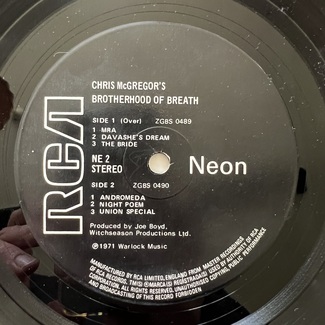 CHRIS McGREGOR'S
BROTHERHOOD OF BREATH
SIDE 1 (Over) ZGBS 0489
1 MRA
2 DAVASHE'S DREAM
3 THE BRIDE
NE 2
STEREO
Neon
SIDE 2 ZGBS 0490
1 ANDROMEDA
2 NIGHT POEM
3 UNION SPECIAL
Produced by Joe Boyd,
Witchseason Productions Ltd.
℗ 1971 Warlock Music
RCA
MANUFACTURED BY RCA LIMITED, ENGLAND FROM MASTER RECORDINGS
OF RCA RECORDS. TM(S) ® MARCA(S) REGISTRADA(S) USED BY AUTHORITY OF RCA
CORPORATION. ALL RIGHTS RESERVED. UNAUTHORISED COPYING, PUBLIC PERFORMANCE
AND BROADCASTING OF THIS RECORD FORBIDDEN